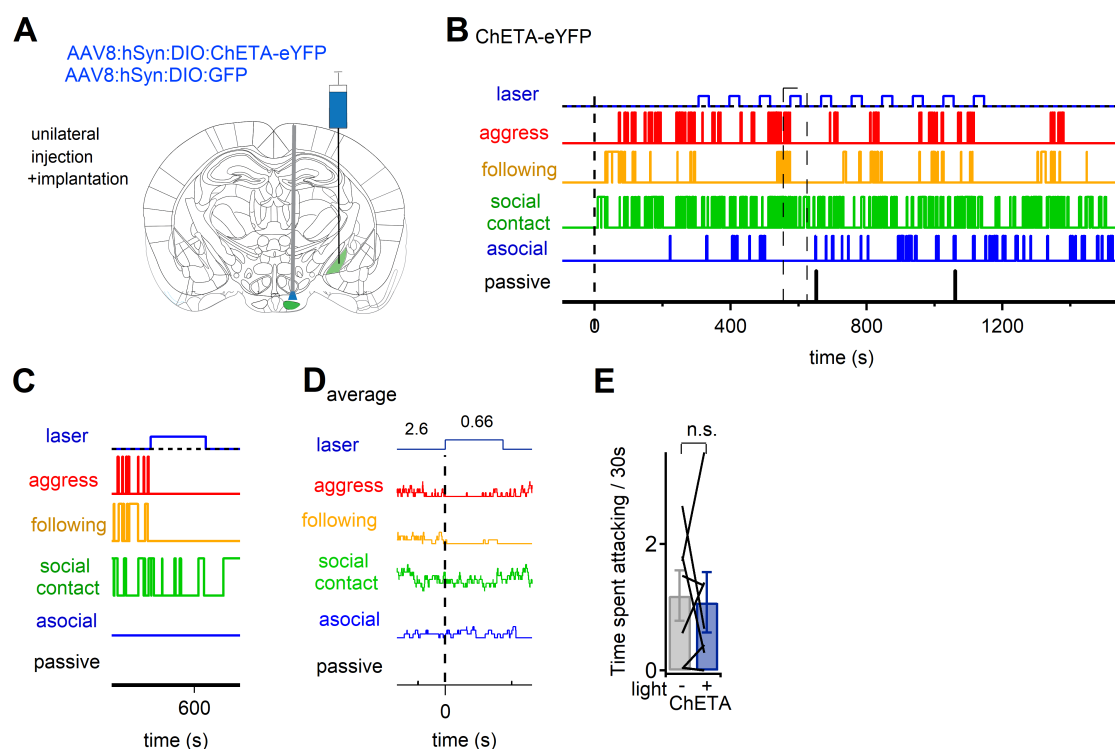 A
AAV8:hSyn:DIO:ChETA-eYFP
AAV8:hSyn:DIO:GFP
unilateral
injection
+implantation
B
ChETA-eYFP
laser
aggress
following
social
contact
asocial
passive
0
400
800
1200
time (s)
C
laser
aggress
following
social
contact
asocial
passive
600
time (s)
D
average
2.6
0.66
laser
aggress
following
social
contact
asocial
passive
0
time (s)
E
n.s.
Time spent attacking / 30s
2
0
light - +
ChETA